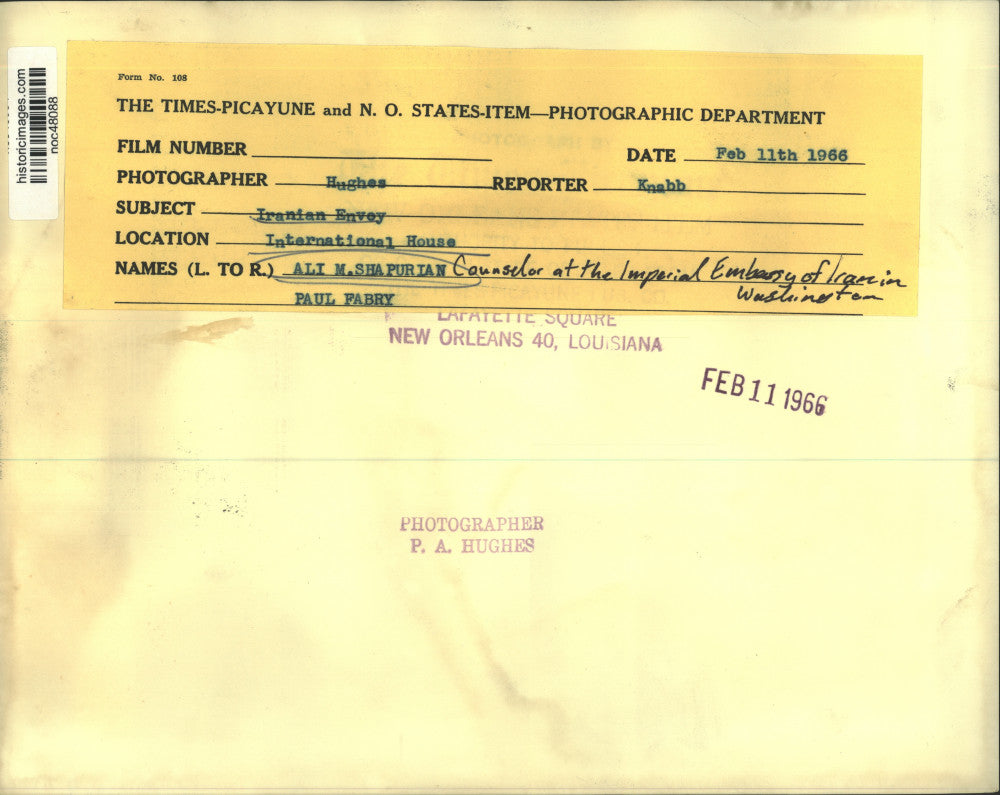 historicimages.com
noc48088
Form No. 108
THE TIMES-PICAYUNE and N. O. STATES-ITEM—PHOTOGRAPHIC DEPARTMENT
FILM NUMBER
DATE Feb 11th 1966
PHOTOGRAPHER Hughes REPORTER Knabb
SUBJECT Iranian Envoy
LOCATION International House
NAMES (L. TO R.) ALI M. SHAPURIAN Counselor at the Imperial Embassy of Iran in
Washington
PAUL FABRY
LAFAYETTE SQUARE
NEW ORLEANS 40, LOUISIANA
FEB 11 1966
PHOTOGRAPHER
P. A. HUGHES